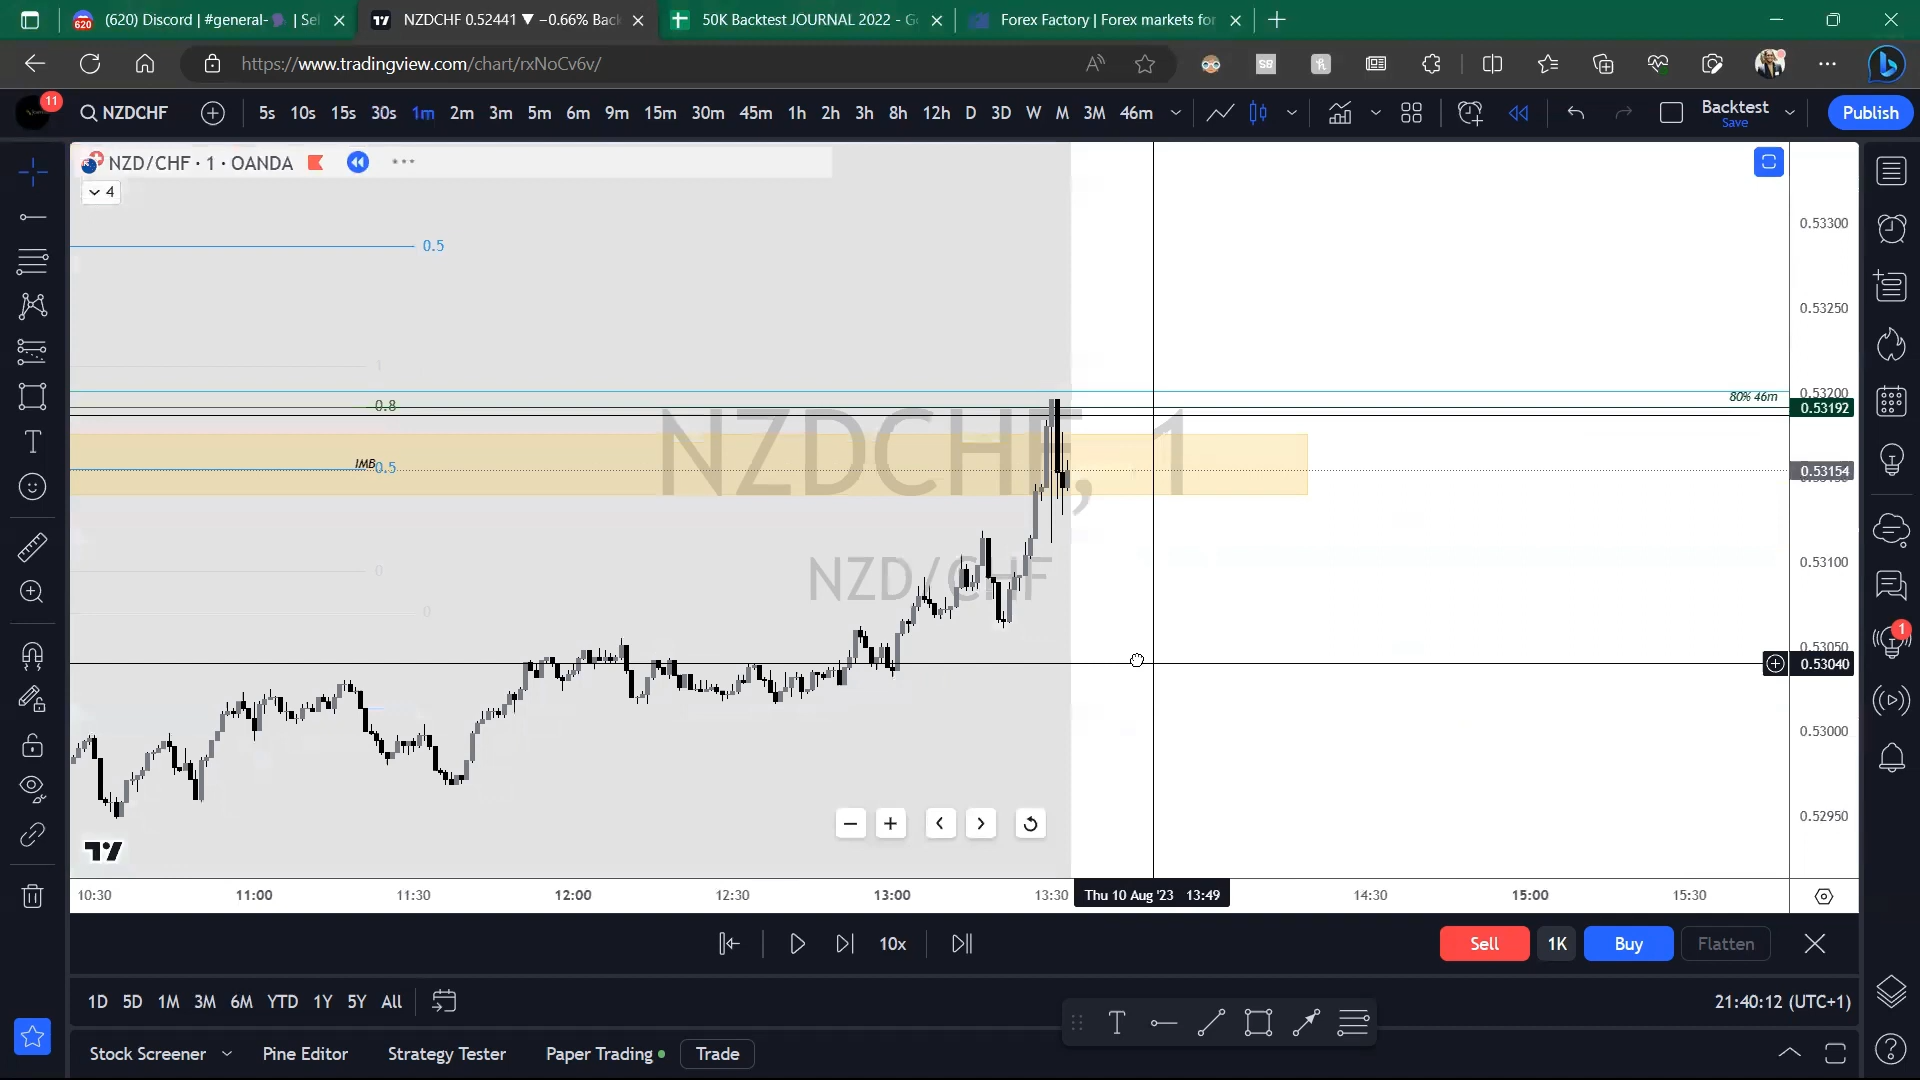 620 (620) Discord | #general- | Sel
NZDCHF 0.52441 ▼ −0.66% Back
50K Backtest JOURNAL 2022 - Go
Forex Factory | Forex markets for
https://www.tradingview.com/chart/rxNoCv6v/
11 NZDCHF 5s 10s 15s 30s 1m 2m 3m 5m 6m 9m 15m 30m 45m 1h 2h 3h 8h 12h D 3D W M 3M 46m Backtest Save Publish
NZD/CHF · 1 · OANDA
4
0.53300
0.5
0.53250
1
0.53200
80% 46m
0.8
0.53192
NZDCHF, 1
IMB 0.5
0.53154
0.53100
NZD/CHF
0
0
0.53050
0.53040
0.53000
0.52950
10:30 11:00 11:30 12:00 12:30 13:00 13:30 Thu 10 Aug '23 13:49 14:30 15:00 15:30
10x Sell 1K Buy Flatten
1D 5D 1M 3M 6M YTD 1Y 5Y All 21:40:12 (UTC+1)
Stock Screener Pine Editor Strategy Tester Paper Trading Trade
1